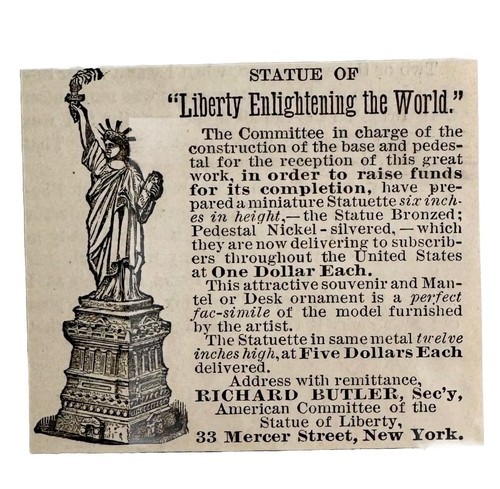 STATUE OF
"Liberty Enlightening the World."
The Committee in charge of the
construction of the base and pedes-
tal for the reception of this great
work, in order to raise funds
for its completion, have pre-
pared a miniature Statuette six inch-
es in height,—the Statue Bronzed;
Pedestal Nickel-silvered,—which
they are now delivering to subscrib-
ers throughout the United States
at One Dollar Each.
This attractive souvenir and Man-
tel or Desk ornament is a perfect
fac-simile of the model furnished
by the artist.
The Statuette in same metal twelve
inches high, at Five Dollars Each
delivered.
Address with remittance,
RICHARD BUTLER, Sec'y,
American Committee of the
Statue of Liberty,
33 Mercer Street, New York.